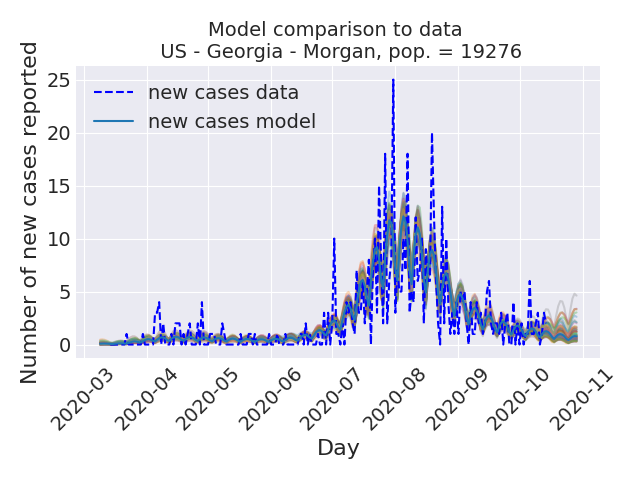 Model comparison to data
US - Georgia - Morgan, pop. = 19276
Number of new cases reported
25
20
15
10
5
0
new cases data
new cases model
2020-03
2020-04
2020-05
2020-06
2020-07
2020-08
2020-09
2020-10
2020-11
Day